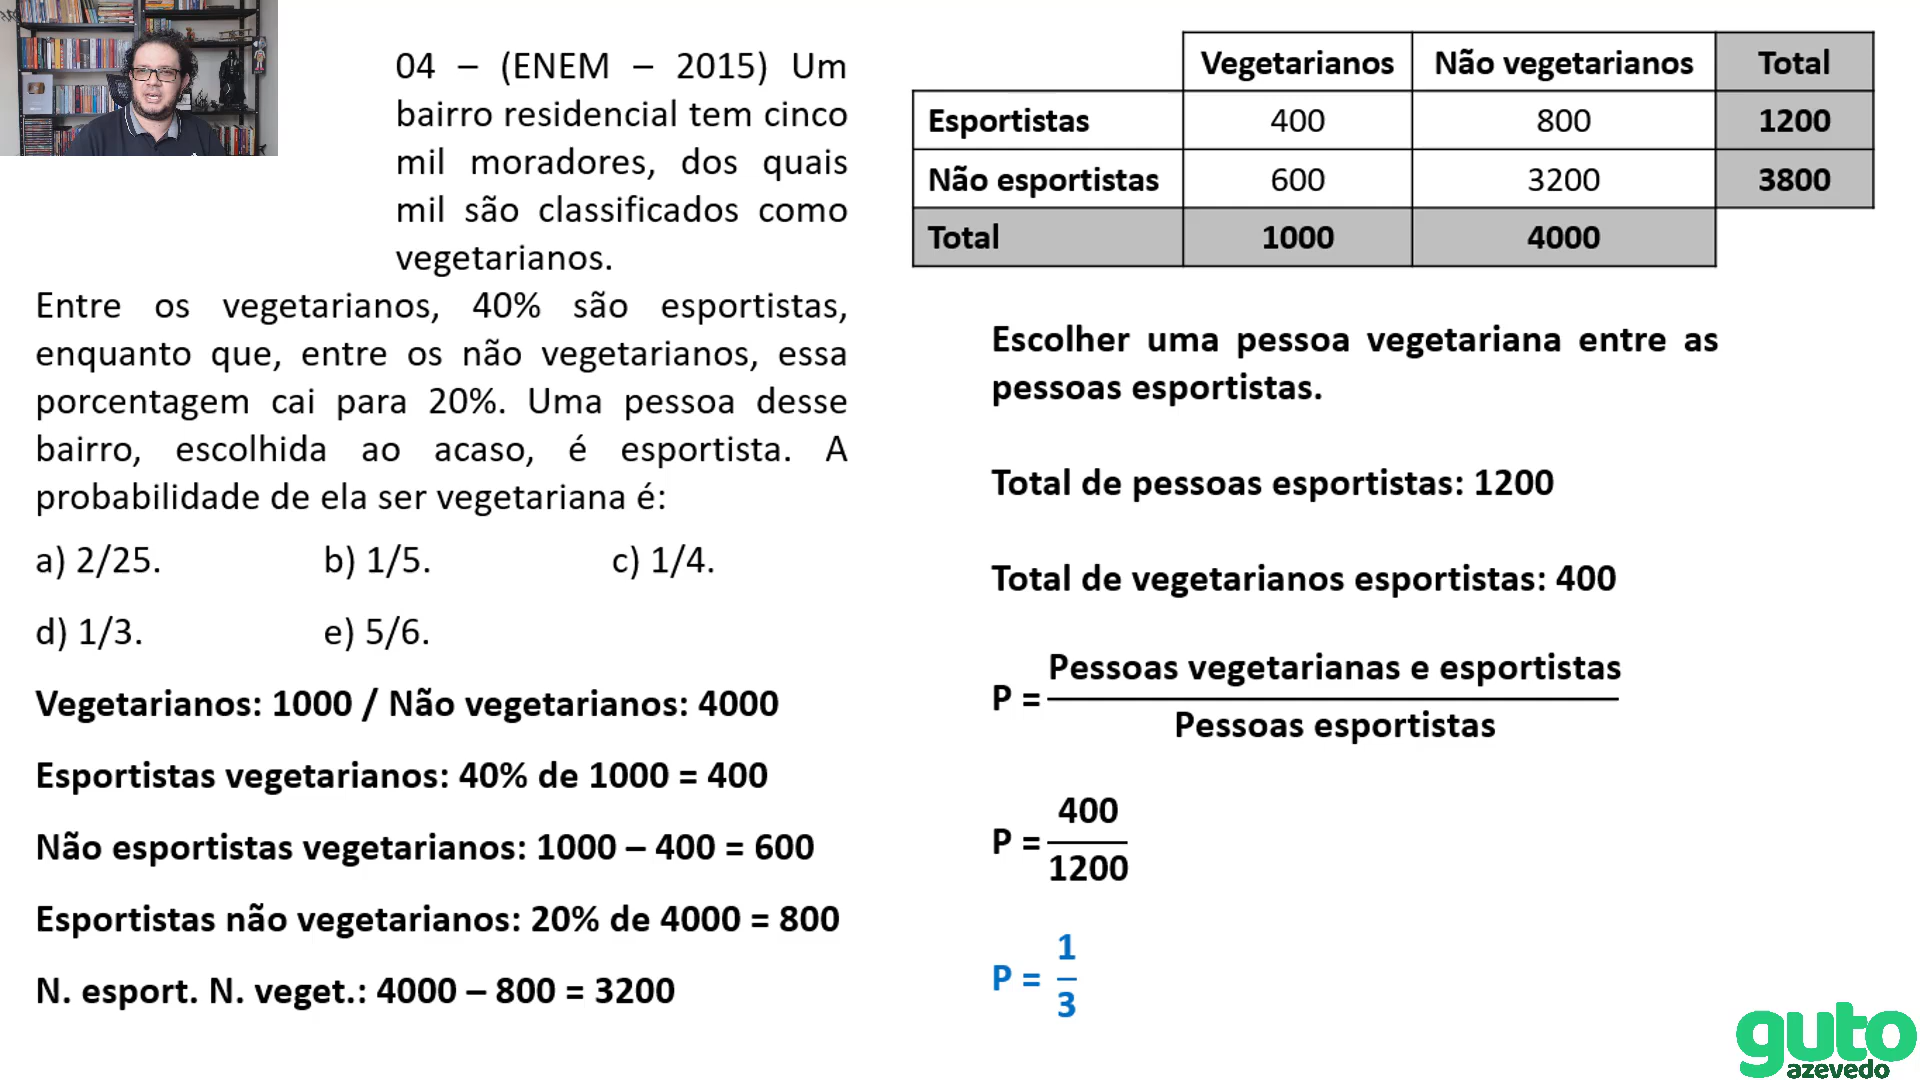 04 – (ENEM – 2015) Um
bairro residencial tem cinco
mil moradores, dos quais
mil são classificados como
vegetarianos.
Entre os vegetarianos, 40% são esportistas,
enquanto que, entre os não vegetarianos, essa
porcentagem cai para 20%. Uma pessoa desse
bairro, escolhida ao acaso, é esportista. A
probabilidade de ela ser vegetariana é:
a) 2/25. b) 1/5. c) 1/4.
d) 1/3. e) 5/6.
Vegetarianos: 1000 / Não vegetarianos: 4000
Esportistas vegetarianos: 40% de 1000 = 400
Não esportistas vegetarianos: 1000 – 400 = 600
Esportistas não vegetarianos: 20% de 4000 = 800
N. esport. N. veget.: 4000 – 800 = 3200
Vegetarianos Não vegetarianos Total
Esportistas 400 800 1200
Não esportistas 600 3200 3800
Total 1000 4000
Escolher uma pessoa vegetariana entre as
pessoas esportistas.
Total de pessoas esportistas: 1200
Total de vegetarianos esportistas: 400
Pessoas vegetarianas e esportistas
P =
Pessoas esportistas
400
P =
1200
1
P =
3
guto
azevedo